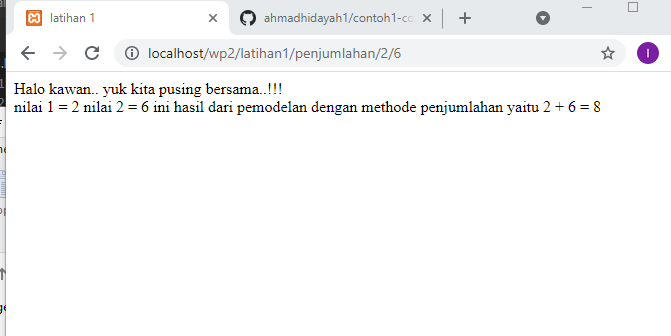 latihan 1
ahmadhidayah1/contoh1-co
localhost/wp2/latihan1/penjumlahan/2/6
I
Halo kawan.. yuk kita pusing bersama..!!!
nilai 1 = 2 nilai 2 = 6 ini hasil dari pemodelan dengan methode penjumlahan yaitu 2 + 6 = 8